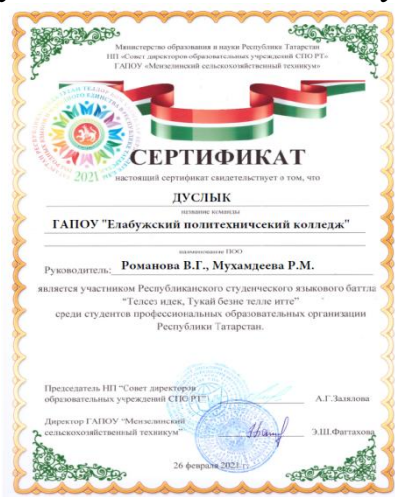 Министерство образования и науки Республики Татарстан
НП «Совет директоров образовательных учреждений СПО РТ»
ГАПОУ «Мензелинский сельскохозяйственный техникум»
2021
СЕРТИФИКАТ
настоящий сертификат свидетельствует о том, что
ДУСЛЫК
название команды
ГАПОУ "Елабужский политехничсекий колледж"
наименование ПОО
Руководитель: Романова В.Г., Мухамдеева Р.М.
является участником Республиканского студенческого языкового баттла
“Телсез идек, Тукай безне телле итте”
среди студентов профессиональных образовательных организации
Республики Татарстан.
Председатель НП “Совет директоров
образовательных учреждений СПО РТ” А.Г.Залялова
Директор ГАПОУ “Мензелинский
сельскохозяйственный техникум” Э.Ш.Фаттахова
26 февраля 2021 г.